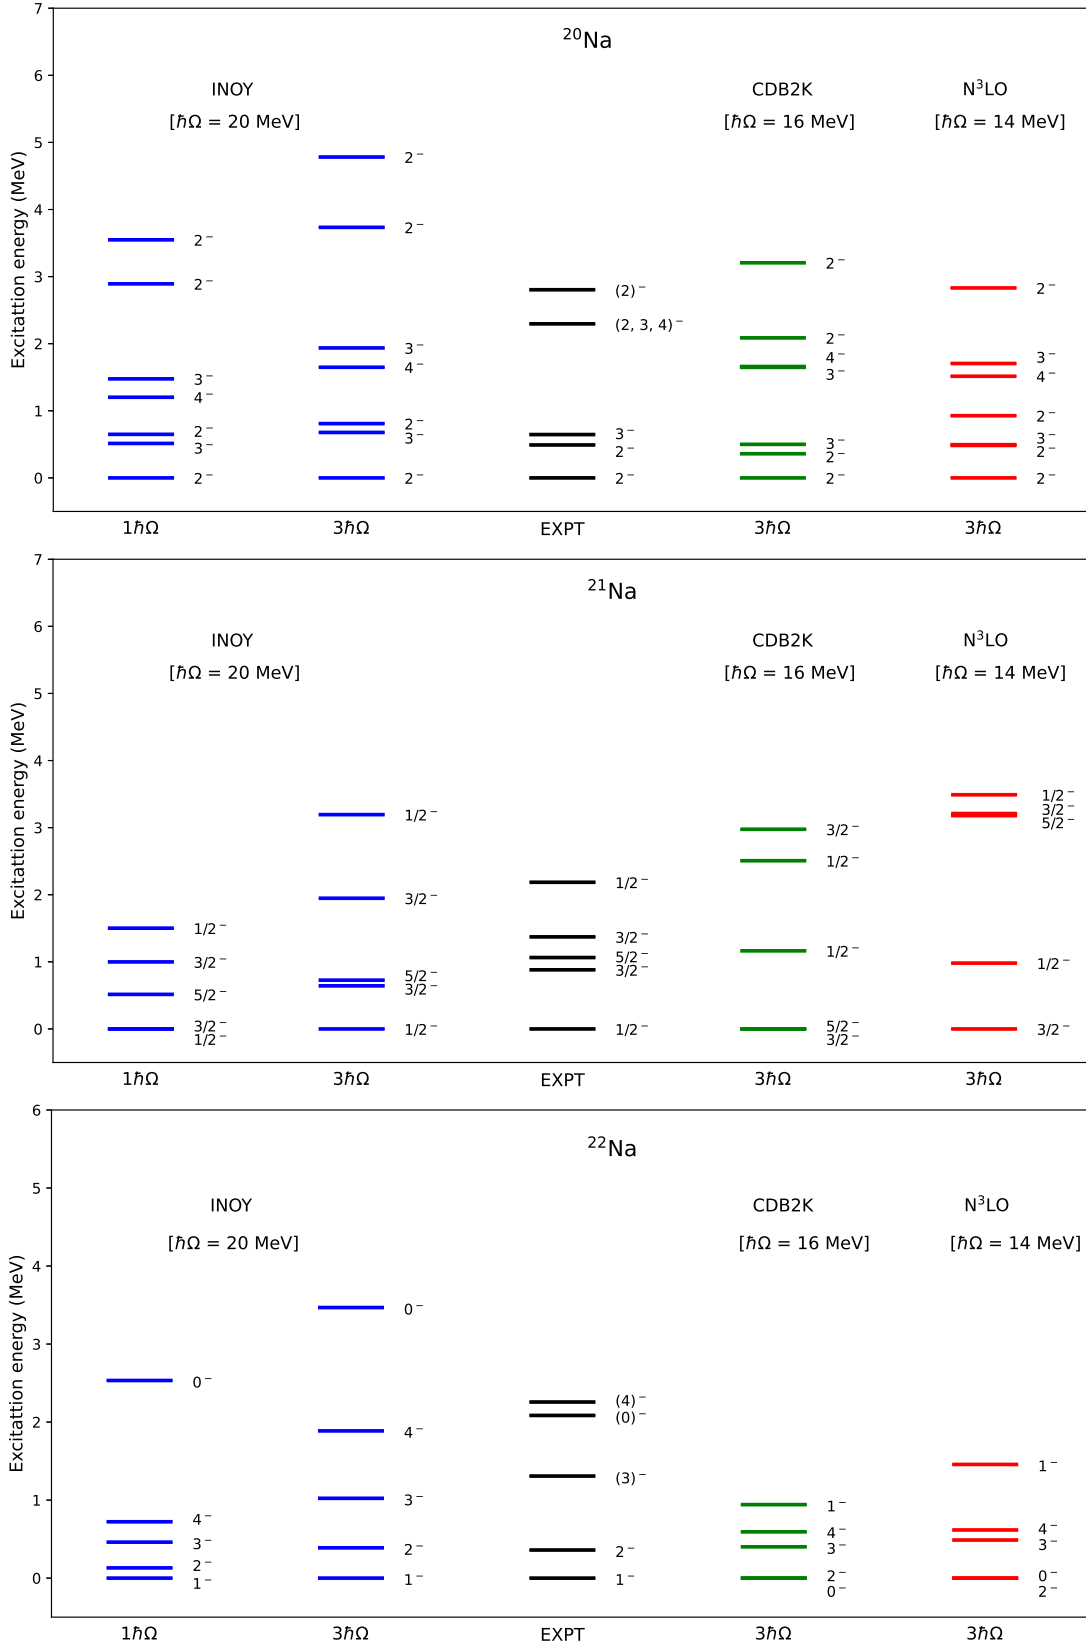 ²⁰Na
INOY
CDB2K
N³LO
[ℏΩ = 20 MeV]
[ℏΩ = 16 MeV]
[ℏΩ = 14 MeV]
Excitattion energy (MeV)
7
6
5
4
3
2
1
0
2⁻
2⁻
3⁻
4⁻
2⁻
3⁻
2⁻
2⁻
2⁻
3⁻
4⁻
2⁻
3⁻
2⁻
(2)⁻
(2, 3, 4)⁻
3⁻
2⁻
2⁻
2⁻
2⁻
4⁻
3⁻
3⁻
2⁻
2⁻
2⁻
3⁻
4⁻
2⁻
3⁻
2⁻
2⁻
1ℏΩ
3ℏΩ
EXPT
3ℏΩ
3ℏΩ
²¹Na
INOY
CDB2K
N³LO
[ℏΩ = 20 MeV]
[ℏΩ = 16 MeV]
[ℏΩ = 14 MeV]
Excitattion energy (MeV)
7
6
5
4
3
2
1
0
1/2⁻
3/2⁻
5/2⁻
3/2⁻
1/2⁻
1/2⁻
3/2⁻
5/2⁻
3/2⁻
1/2⁻
1/2⁻
3/2⁻
5/2⁻
3/2⁻
1/2⁻
3/2⁻
1/2⁻
1/2⁻
5/2⁻
3/2⁻
1/2⁻
3/2⁻
5/2⁻
1/2⁻
3/2⁻
1ℏΩ
3ℏΩ
EXPT
3ℏΩ
3ℏΩ
²²Na
INOY
CDB2K
N³LO
[ℏΩ = 20 MeV]
[ℏΩ = 16 MeV]
[ℏΩ = 14 MeV]
Excitattion energy (MeV)
6
5
4
3
2
1
0
0⁻
4⁻
3⁻
2⁻
1⁻
0⁻
4⁻
3⁻
2⁻
1⁻
(4)⁻
(0)⁻
(3)⁻
2⁻
1⁻
1⁻
4⁻
3⁻
2⁻
0⁻
1⁻
4⁻
3⁻
0⁻
2⁻
1ℏΩ
3ℏΩ
EXPT
3ℏΩ
3ℏΩ